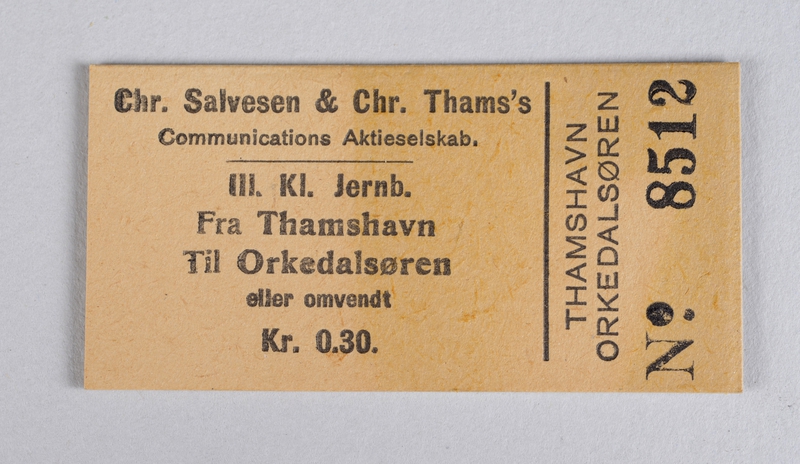 Chr. Salvesen & Chr. Thams's
Communications Aktieselskab.
III. Kl. Jernb.
Fra Thamshavn
Til Orkedalsøren
eller omvendt
Kr. 0.30.
THAMSHAVN
ORKEDALSØREN
Nº. 8512